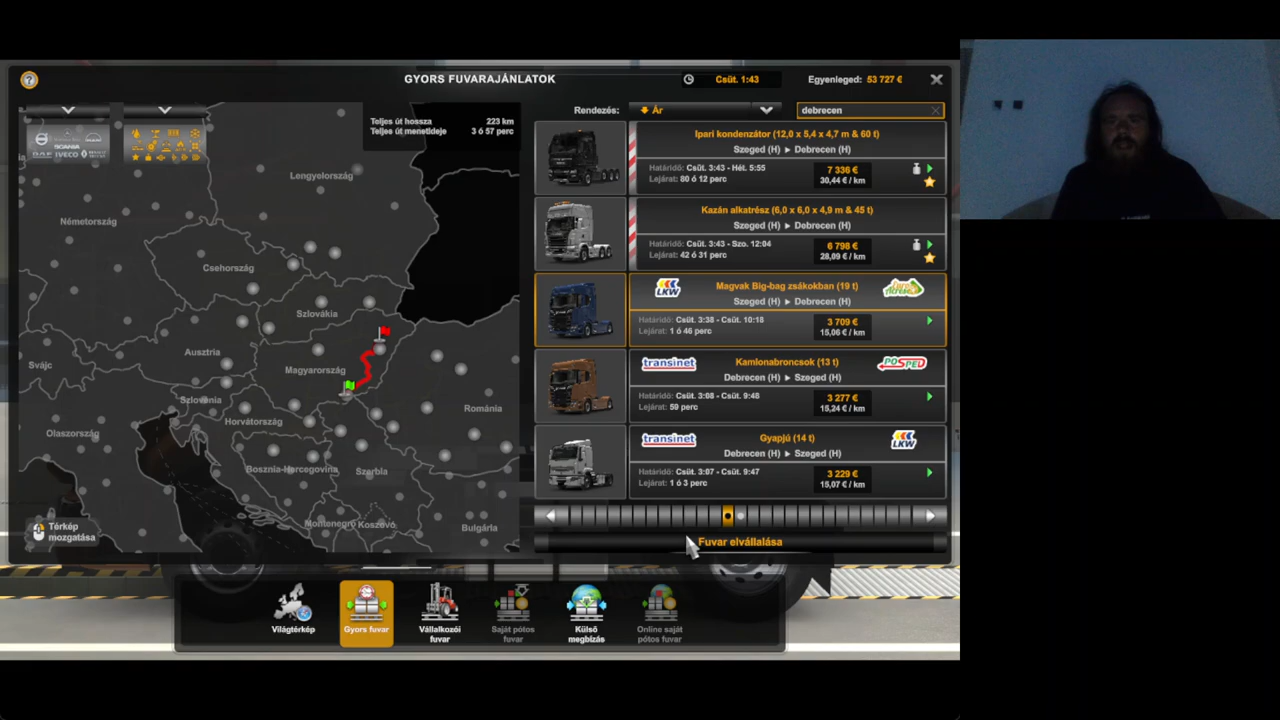 GYORS FUVARAJÁNLATOK
Csüt. 1:43
Egyenleg: 53 727 €
Teljes út hossza 223 km
Teljes út menetideje 3 ó 57 perc
Rendezés: Ár
debrecen
SCANIA
DAF IVECO
Lengyelország
Németország
Csehország
Szlovákia
Ausztria
Svájc
Magyarország
Szlovénia
Románia
Horvátország
Olaszország
Bosznia-Hercegovina
Szerbia
Montenegró
Koszovó
Bulgária
Térkép
mozgatása
Ipari kondenzátor (12,0 x 5,4 x 4,7 m & 60 t)
Szeged (H) ► Debrecen (H)
Határidő: Csüt. 3:43 - Hét. 5:55
Lejárat: 80 ó 12 perc
7 336 €
30,44 € / km
Kazán alkatrész (6,0 x 6,0 x 4,9 m & 45 t)
Szeged (H) ► Debrecen (H)
Határidő: Csüt. 3:43 - Szo. 12:04
Lejárat: 42 ó 31 perc
6 798 €
28,09 € / km
LKW
Magvak Big-bag zsákokban (19 t)
Euro Acres
Szeged (H) ► Debrecen (H)
Határidő: Csüt. 3:38 - Csüt. 10:18
Lejárat: 1 ó 46 perc
3 709 €
15,06 € / km
transinet
Kamionabroncsok (13 t)
POSPED
Debrecen (H) ► Szeged (H)
Határidő: Csüt. 3:08 - Csüt. 9:48
Lejárat: 59 perc
3 277 €
15,24 € / km
transinet
Gyapjú (14 t)
LKW
Debrecen (H) ► Szeged (H)
Határidő: Csüt. 3:07 - Csüt. 9:47
Lejárat: 1 ó 3 perc
3 229 €
15,07 € / km
Fuvar elvállalása
Világtérkép
Gyors fuvar
Vállalkozói
fuvar
Saját pótos
fuvar
Külső
megbízás
Online saját
pótos fuvar